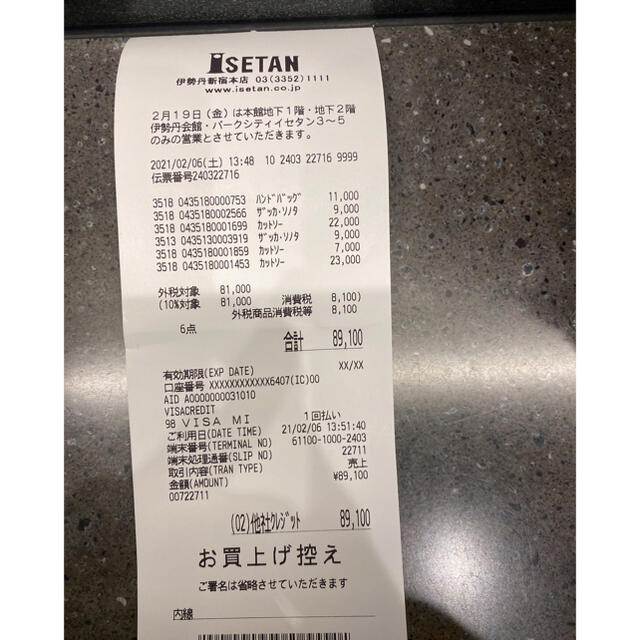 ISETAN
伊勢丹新宿本店 03(3352)1111
www.isetan.co.jp
2月19日(金)は本館地下1階・地下2階
伊勢丹会館・パークシティイセタン3~5
のみの営業とさせていただきます。
2021/02/06(土) 13:48 10 2403 22716 9999
伝票番号240322716
3518 0435180000753 ハンドバッグ 11,000
3518 0435180002566 ザッカ・ソノタ 9,000
3518 0435180001699 カットソー 22,000
3513 0435130003919 ザッカ・ソノタ 9,000
3518 0435180001859 カットソー 7,000
3518 0435180001453 カットソー 23,000
外税対象 81,000
(10%対象 81,000 消費税 8,100)
外税商品消費税等 8,100
6点
合計 89,100
有効期限(EXP DATE) XX/XX
口座番号 XXXXXXXXXXXX6407(IC)00
AID A0000000031010
VISACREDIT
98 VISA MI 1回払い
ご利用日(DATE TIME) 21/02/06 13:51:40
端末番号(TERMINAL NO) 61100-1000-2403
端末処理通番(SLIP NO) 22711
取引内容(TRAN TYPE) 売上
金額(AMOUNT) ¥89,100
00722711
(02)他社クレジット 89,100
お買上げ控え
ご署名は省略させていただきます
内線